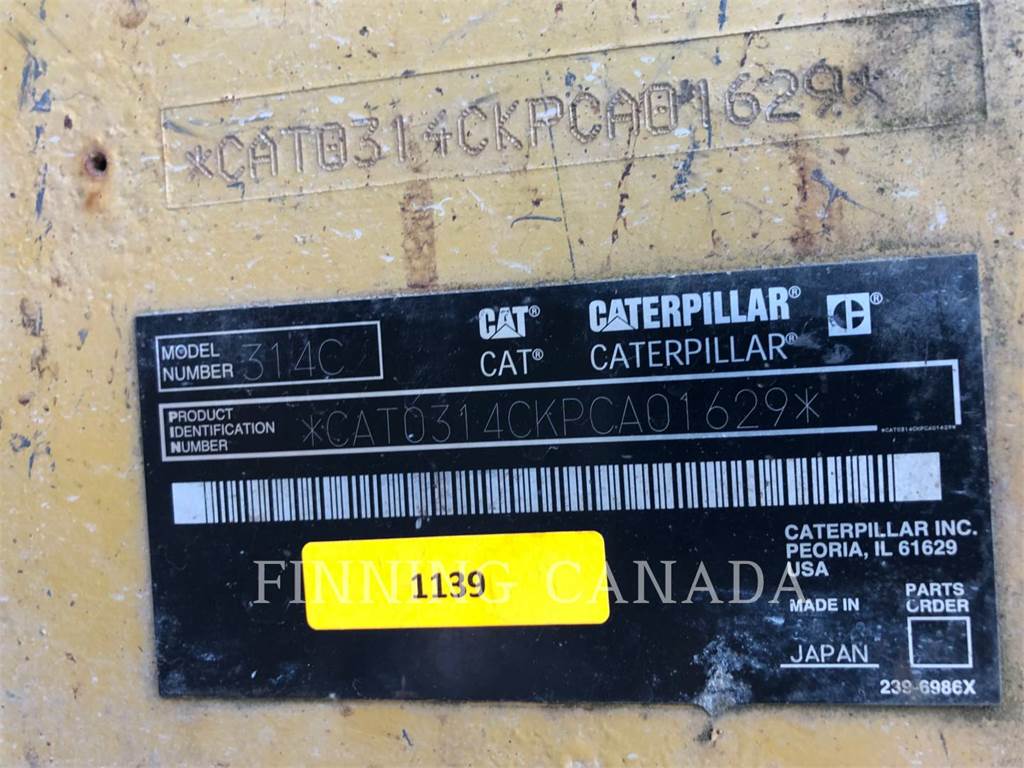 *CAT0314CKPCA01629*
CAT® CATERPILLAR® ®
MODEL NUMBER 314C
CAT® CATERPILLAR®
PRODUCT IDENTIFICATION NUMBER *CAT0314CKPCA01629*
*CAT0314CKPCA01629*
CATERPILLAR INC.
PEORIA, IL 61629
USA
1139
FINNING CANADA
MADE IN
JAPAN
PARTS
ORDER
239-6986X